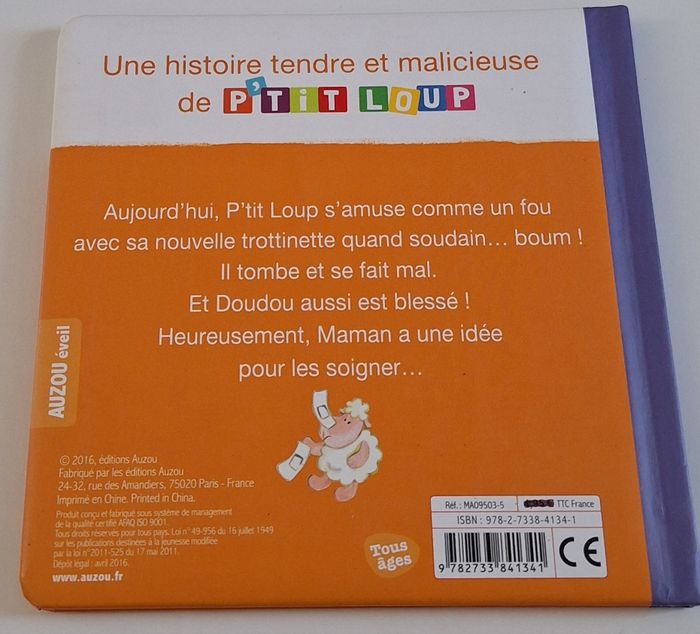 Une histoire tendre et malicieuse
de P'TIT LOUP
Aujourd'hui, P'tit Loup s'amuse comme un fou
avec sa nouvelle trottinette quand soudain... boum !
Il tombe et se fait mal.
Et Doudou aussi est blessé !
Heureusement, Maman a une idée
pour les soigner...
AUZOU éveil
© 2016, éditions Auzou
Fabriqué par les éditions Auzou
24-32, rue des Amandiers, 75020 Paris - France
Imprimé en Chine. Printed in China.
Produit conçu et fabriqué sous système de management
de la qualité certifié AFAQ ISO 9001.
Tous droits réservés pour tous pays. Loi n°49-956 du 16 juillet 1949
sur les publications destinées à la jeunesse modifiée
par la loi n°2011-525 du 17 mai 2011.
Dépôt légal : avril 2016.
www.auzou.fr
Tous
âges
Réf. : MA09503-5 TTC France
ISBN : 978-2-7338-4134-1
CE
9 782733 841341